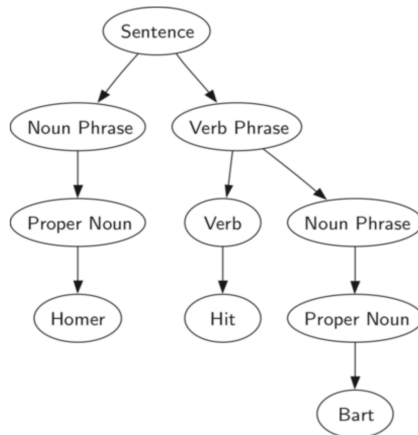 Sentence
Noun Phrase
Verb Phrase
Proper Noun
Verb
Noun Phrase
Homer
Hit
Proper Noun
Bart